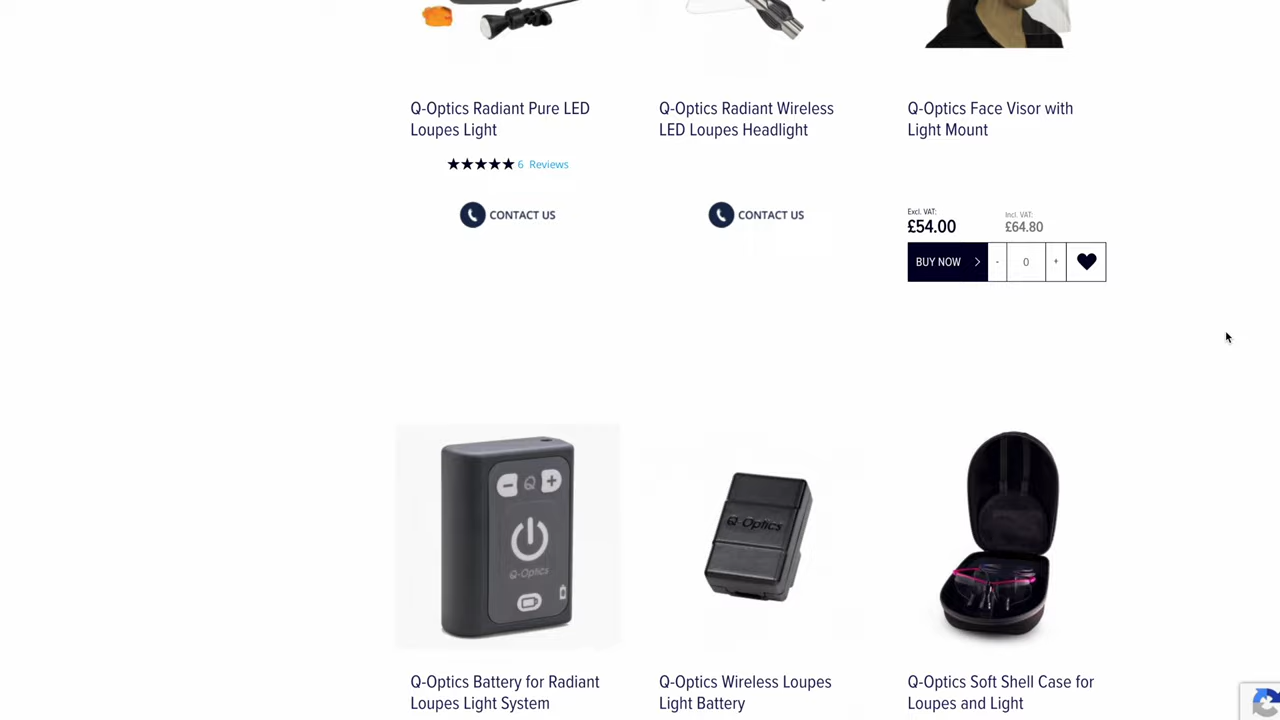 Q-Optics Radiant Pure LED
Loupes Light
6 Reviews
CONTACT US
Q-Optics Radiant Wireless
LED Loupes Headlight
CONTACT US
Q-Optics Face Visor with
Light Mount
Excl. VAT:
£54.00
Incl. VAT:
£64.80
BUY NOW
-
0
+
- Q +
Q-Optics
Q-Optics
Q-Optics Battery for Radiant
Loupes Light System
Q-Optics Wireless Loupes
Light Battery
Q-Optics Soft Shell Case for
Loupes and Light